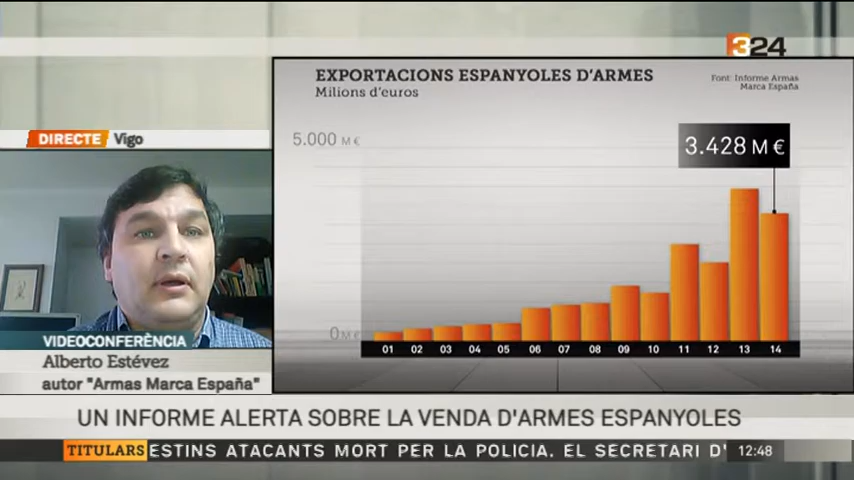 324
EXPORTACIONS ESPANYOLES D'ARMES
Milions d'euros
Font: Informe Armas
Marca España
5.000 M €
3.428 M €
0 M €
01 02 03 04 05 06 07 08 09 10 11 12 13 14
DIRECTE Vigo
VIDEOCONFERÈNCIA
Alberto Estévez
autor "Armas Marca España"
UN INFORME ALERTA SOBRE LA VENDA D'ARMES ESPANYOLES
TITULARS ESTINS ATACANTS MORT PER LA POLICIA. EL SECRETARI D' 12:48